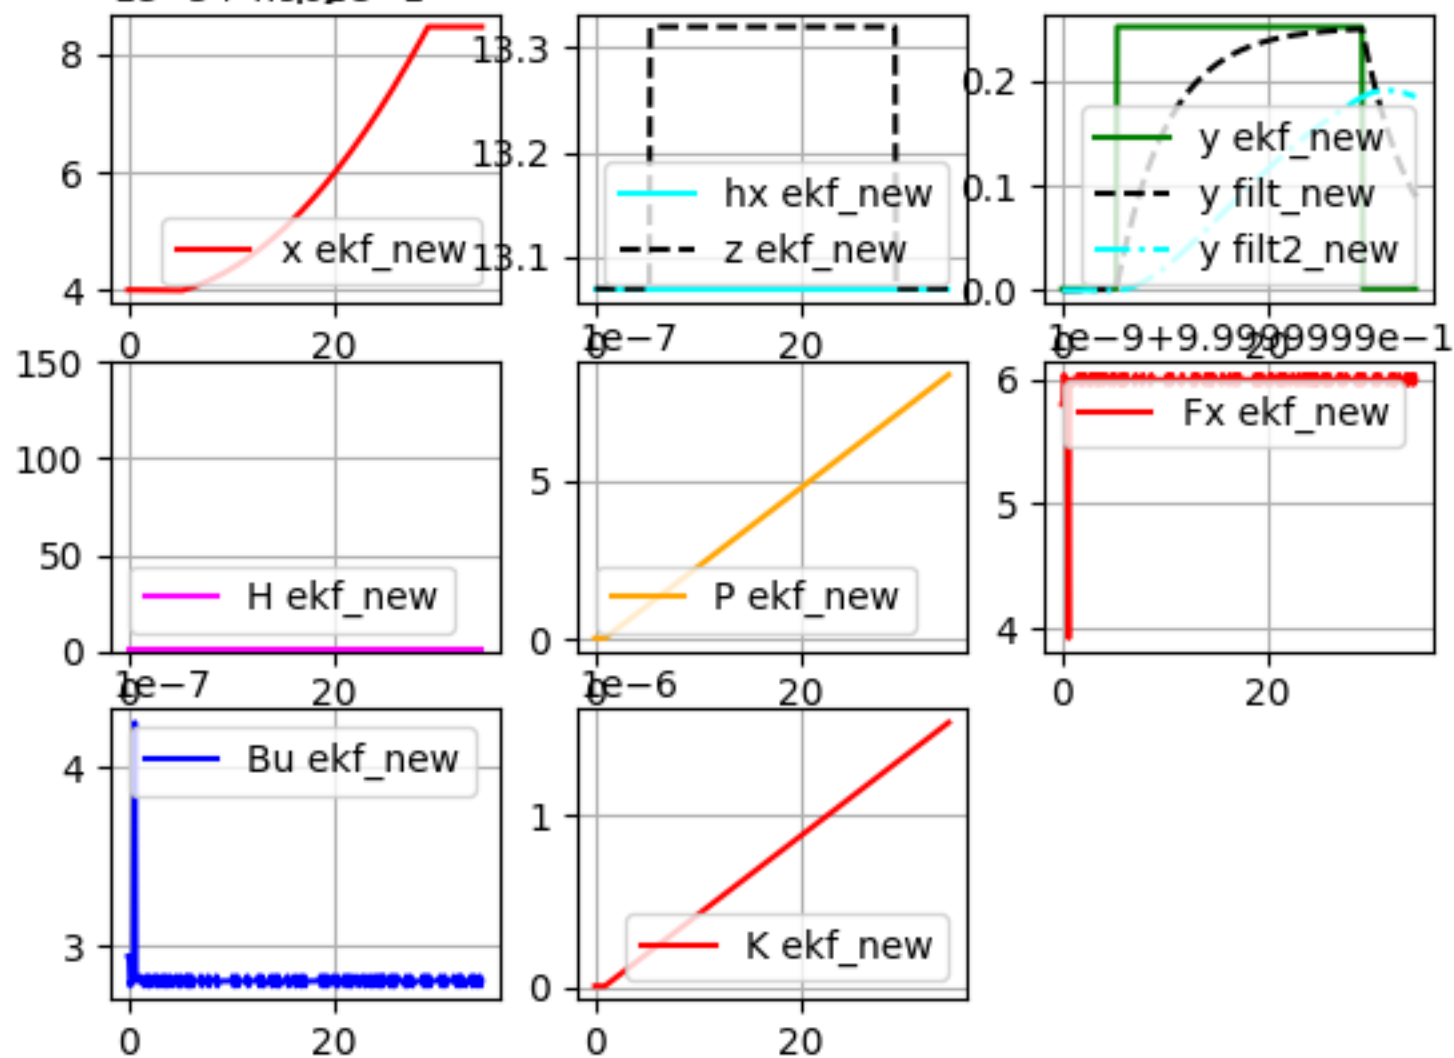 8
6
4
0
20
x ekf_new
13.3
13.2
13.1
0
20
hx ekf_new
z ekf_new
0.2
0.1
0.0
0
20
y ekf_new
y filt_new
y filt2_new
150
100
50
0
0
20
H ekf_new
1e−7
5
0
0
20
P ekf_new
1e−9+9.9999999e−1
6
5
4
0
20
Fx ekf_new
1e−7
4
3
0
20
Bu ekf_new
1e−6
1
0
0
20
K ekf_new